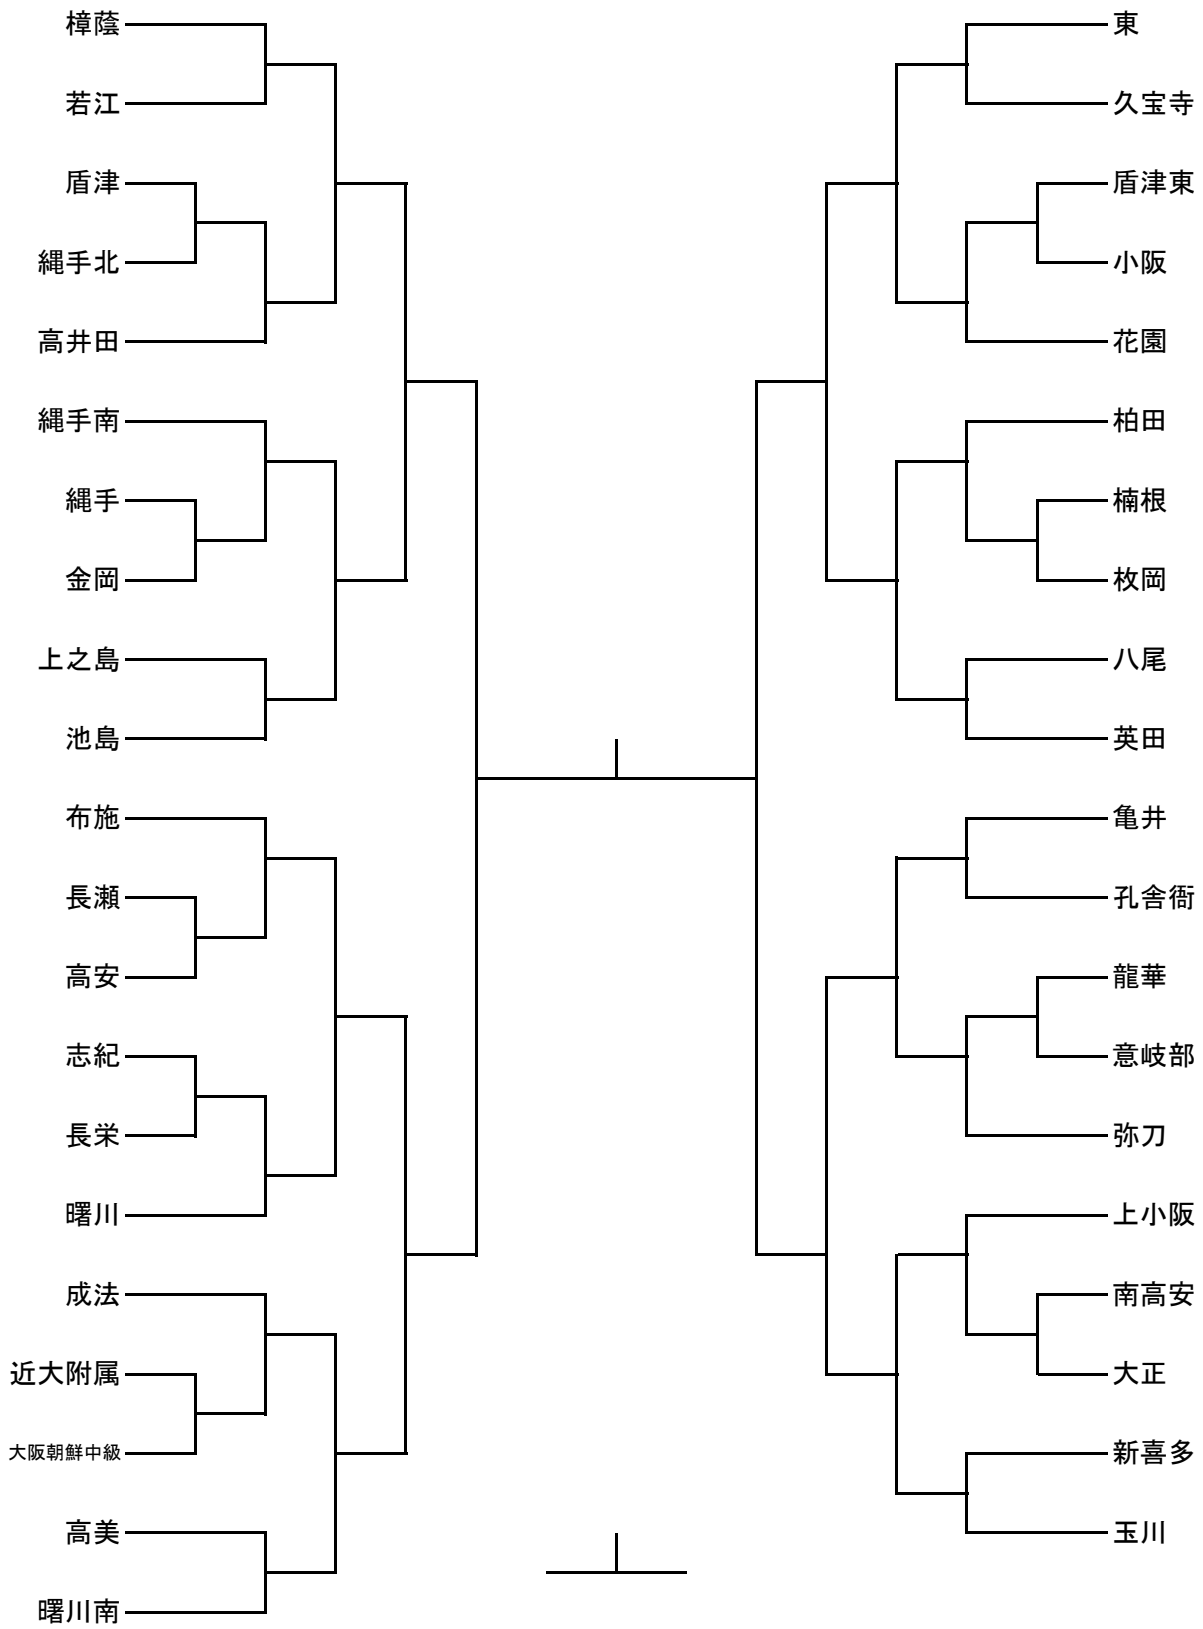 樟蔭
若江
盾津
縄手北
高井田
縄手南
縄手
金岡
上之島
池島
布施
長瀬
高安
志紀
長栄
曙川
成法
近大附属
大阪朝鮮中級
高美
曙川南
東
久宝寺
盾津東
小阪
花園
柏田
楠根
枚岡
八尾
英田
亀井
孔舎衙
龍華
意岐部
弥刀
上小阪
南高安
大正
新喜多
玉川